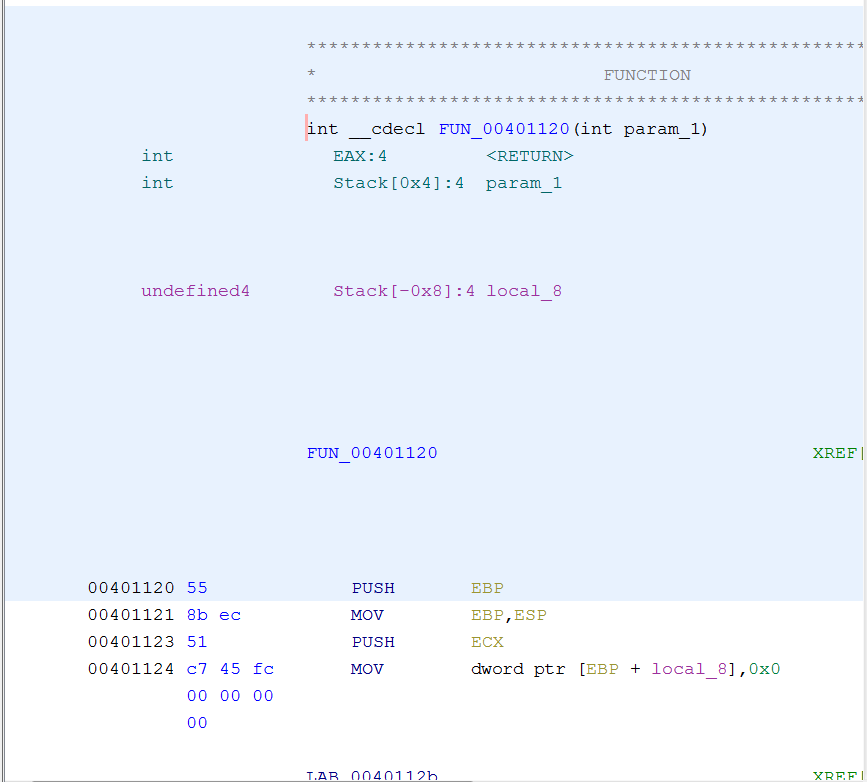 ****************************************************
* FUNCTION
****************************************************
int __cdecl FUN_00401120(int param_1)
int EAX:4 <RETURN>
int Stack[0x4]:4 param_1
undefined4 Stack[-0x8]:4 local_8
FUN_00401120 XREF[
00401120 55 PUSH EBP
00401121 8b ec MOV EBP,ESP
00401123 51 PUSH ECX
00401124 c7 45 fc MOV dword ptr [EBP + local_8],0x0
00 00 00
00
LAB_0040112b XREF[